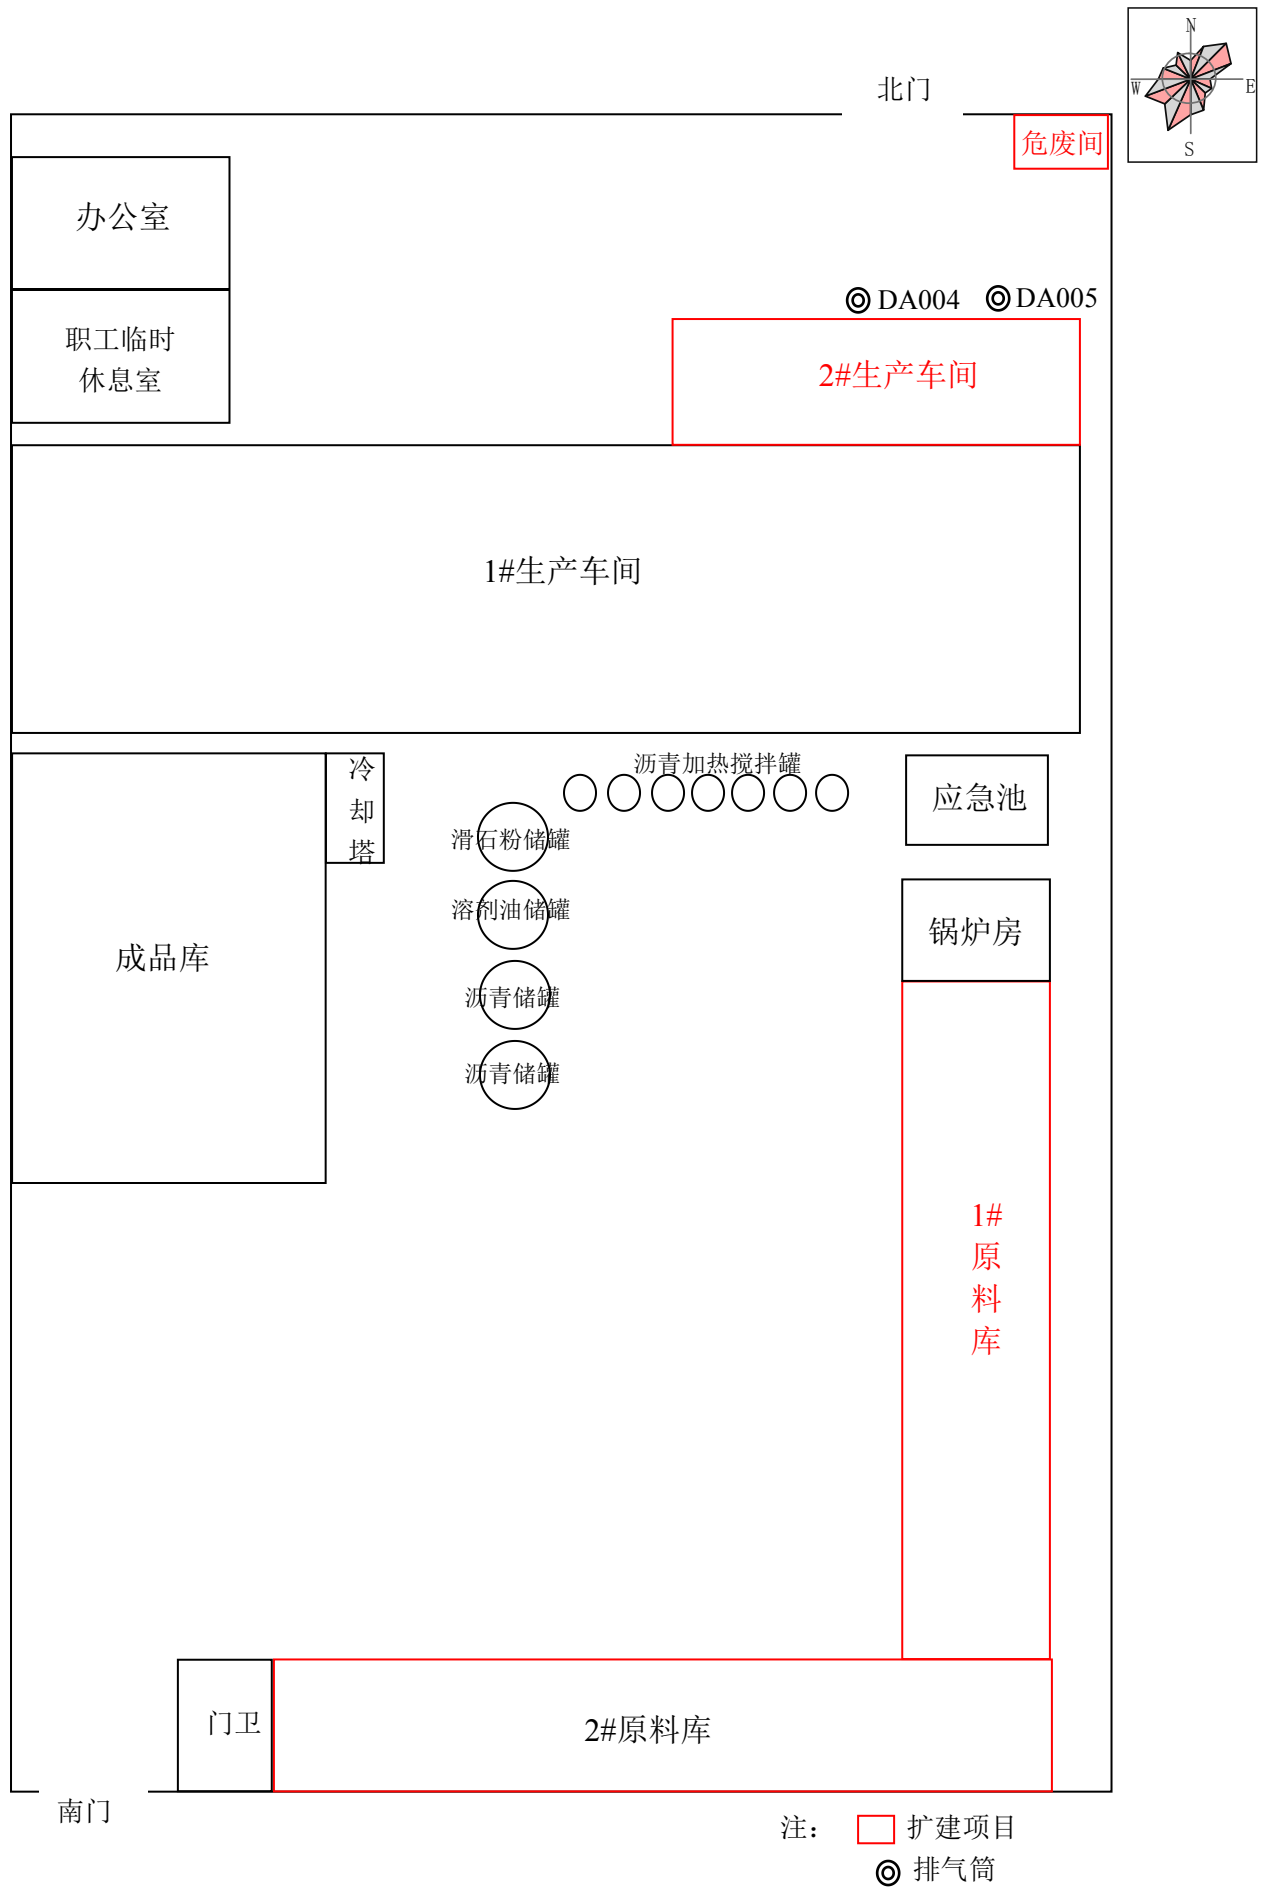 N
W
E
S
北门
危废间
办公室
职工临时
休息室
DA004
DA005
2#生产车间
1#生产车间
冷
却
塔
沥青加热搅拌罐
应急池
滑石粉储罐
溶剂油储罐
锅炉房
成品库
沥青储罐
沥青储罐
1#
原
料
库
门卫
2#原料库
南门
注：
扩建项目
排气筒